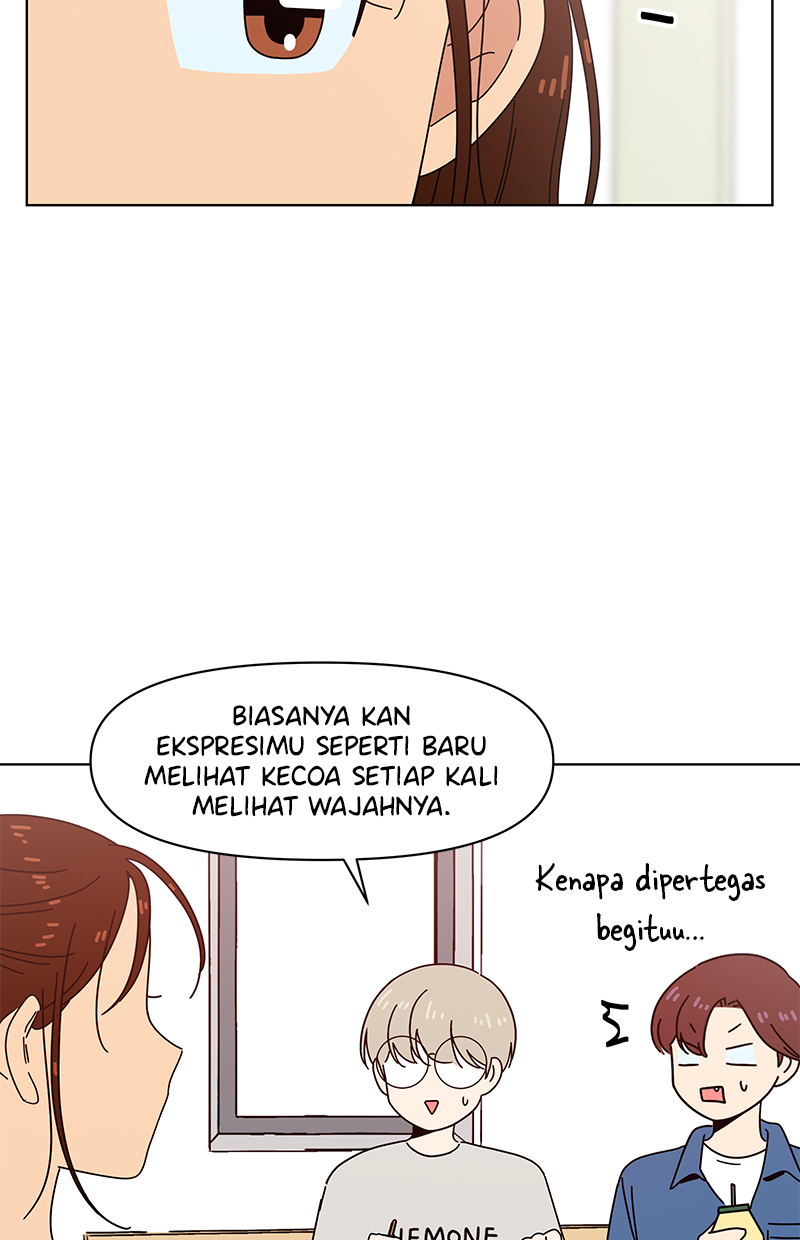 BIASANYA KAN
EKSPRESIMU SEPERTI BARU
MELIHAT KECOA SETIAP KALI
MELIHAT WAJAHNYA.
Kenapa dipertegas
begituu...